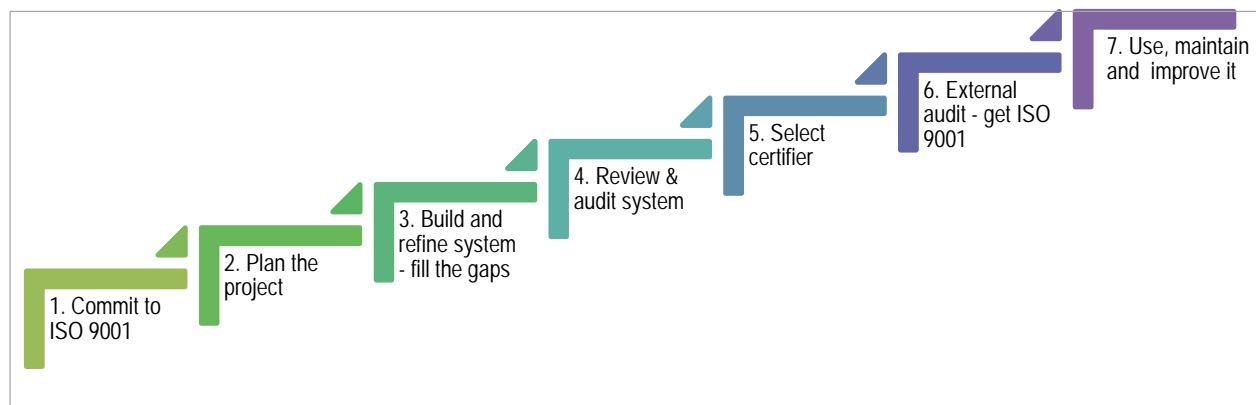 1. Commit to
ISO 9001
2. Plan the
project
3. Build and
refine system
- fill the gaps
4. Review &
audit system
5. Select
certifier
6. External
audit - get ISO
9001
7. Use, maintain
and  improve it